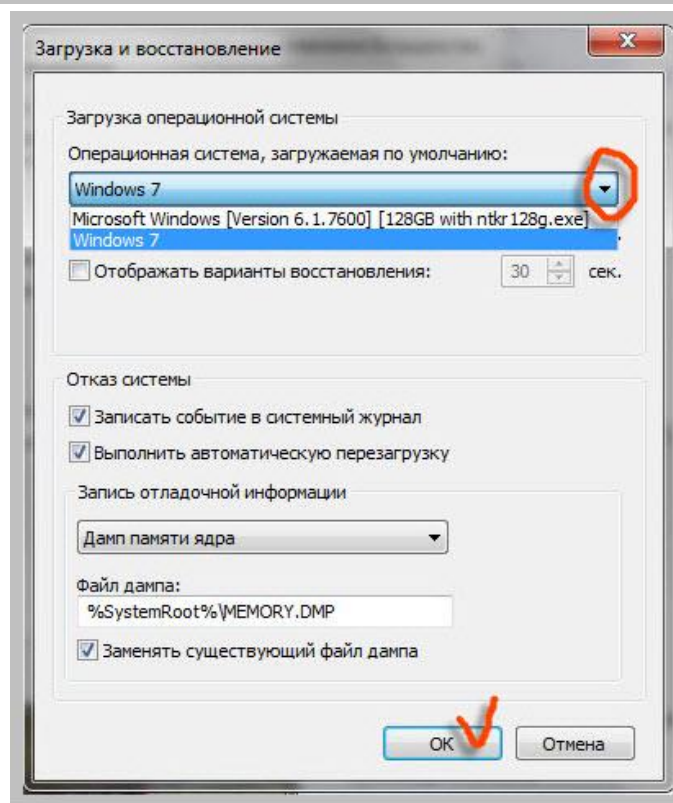 Загрузка и восстановление
Загрузка операционной системы
Операционная система, загружаемая по умолчанию:
Windows 7
Microsoft Windows [Version 6.1.7600] [128GB with ntkr128g.exe]
Windows 7
Отображать варианты восстановления: 30 сек.
Отказ системы
Записать событие в системный журнал
Выполнить автоматическую перезагрузку
Запись отладочной информации
Дамп памяти ядра
Файл дампа:
%SystemRoot%\MEMORY.DMP
Заменять существующий файл дампа
ОК Отмена